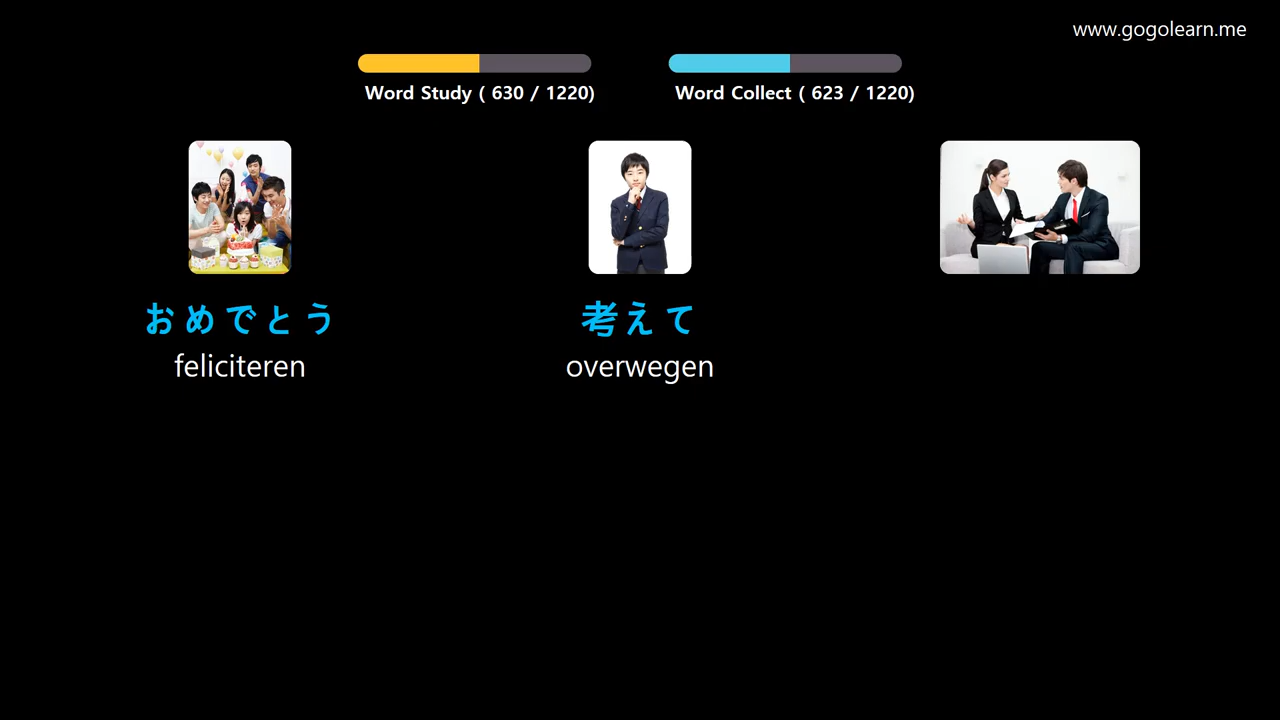 www.gogolearn.me
Word Study ( 630 / 1220)
Word Collect ( 623 / 1220)
おめでとう
feliciteren
考えて
overwegen